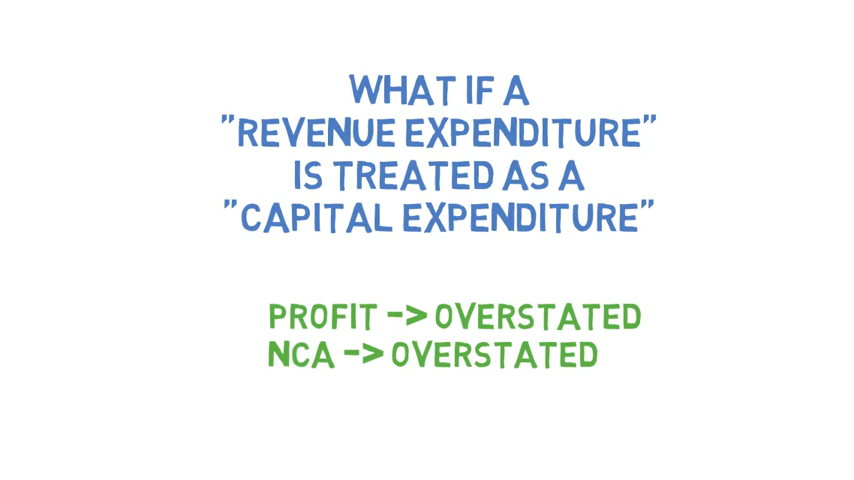 WHAT IF A
"REVENUE EXPENDITURE"
IS TREATED AS A
"CAPITAL EXPENDITURE"
PROFIT -> OVERSTATED
NCA -> OVERSTATED